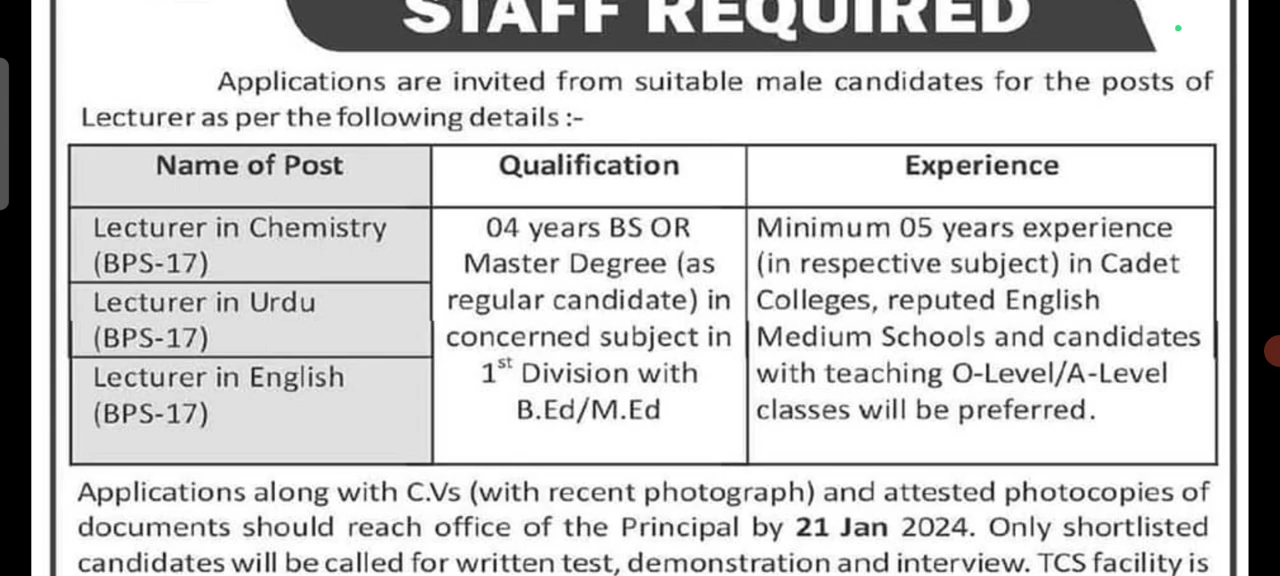 STAFF REQUIRED
Applications are invited from suitable male candidates for the posts of
Lecturer as per the following details :-
Name of Post
Qualification
Experience
Lecturer in Chemistry
(BPS-17)
Lecturer in Urdu
(BPS-17)
Lecturer in English
(BPS-17)
04 years BS OR
Master Degree (as
regular candidate) in
concerned subject in
1st Division with
B.Ed/M.Ed
Minimum 05 years experience
(in respective subject) in Cadet
Colleges, reputed English
Medium Schools and candidates
with teaching O-Level/A-Level
classes will be preferred.
Applications along with C.Vs (with recent photograph) and attested photocopies of
documents should reach office of the Principal by 21 Jan 2024. Only shortlisted
candidates will be called for written test, demonstration and interview. TCS facility is